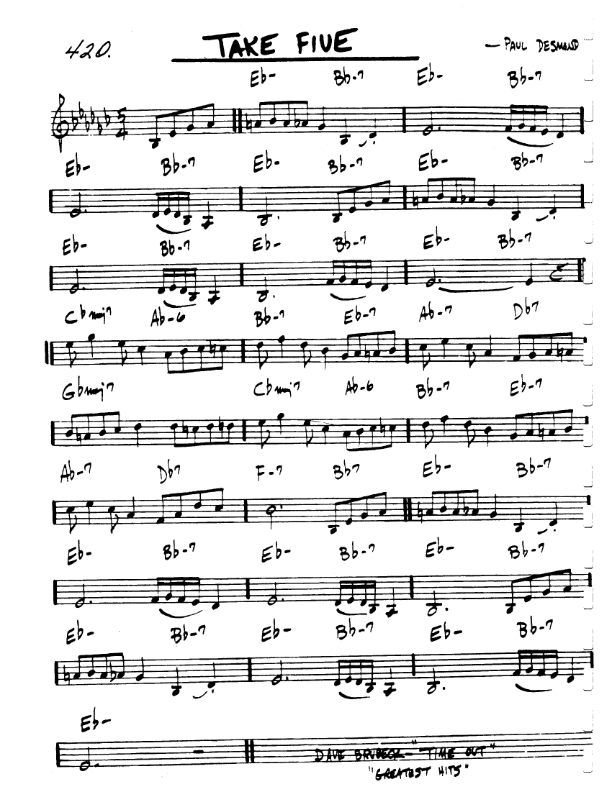 420. TAKE FIVE — PAUL DESMOND
Eb- Bb-7 Eb- Bb-7
5
4
Eb- Bb-7 Eb- Bb-7 Eb- Bb-7
Eb- Bb-7 Eb- Bb-7 Eb- Bb-7
Cbmaj7 Ab-6 Bb-7 Eb-7 Ab-7 Db7
Gbmaj7 Cbmaj7 Ab-6 Bb-7 Eb-7
Ab-7 Db7 F-7 Bb7 Eb- Bb-7
Eb- Bb-7 Eb- Bb-7 Eb- Bb-7
Eb- Bb-7 Eb- Bb-7 Eb- Bb-7
Eb-
DAVE BRUBECK - "TIME OUT"
"GREATEST HITS"